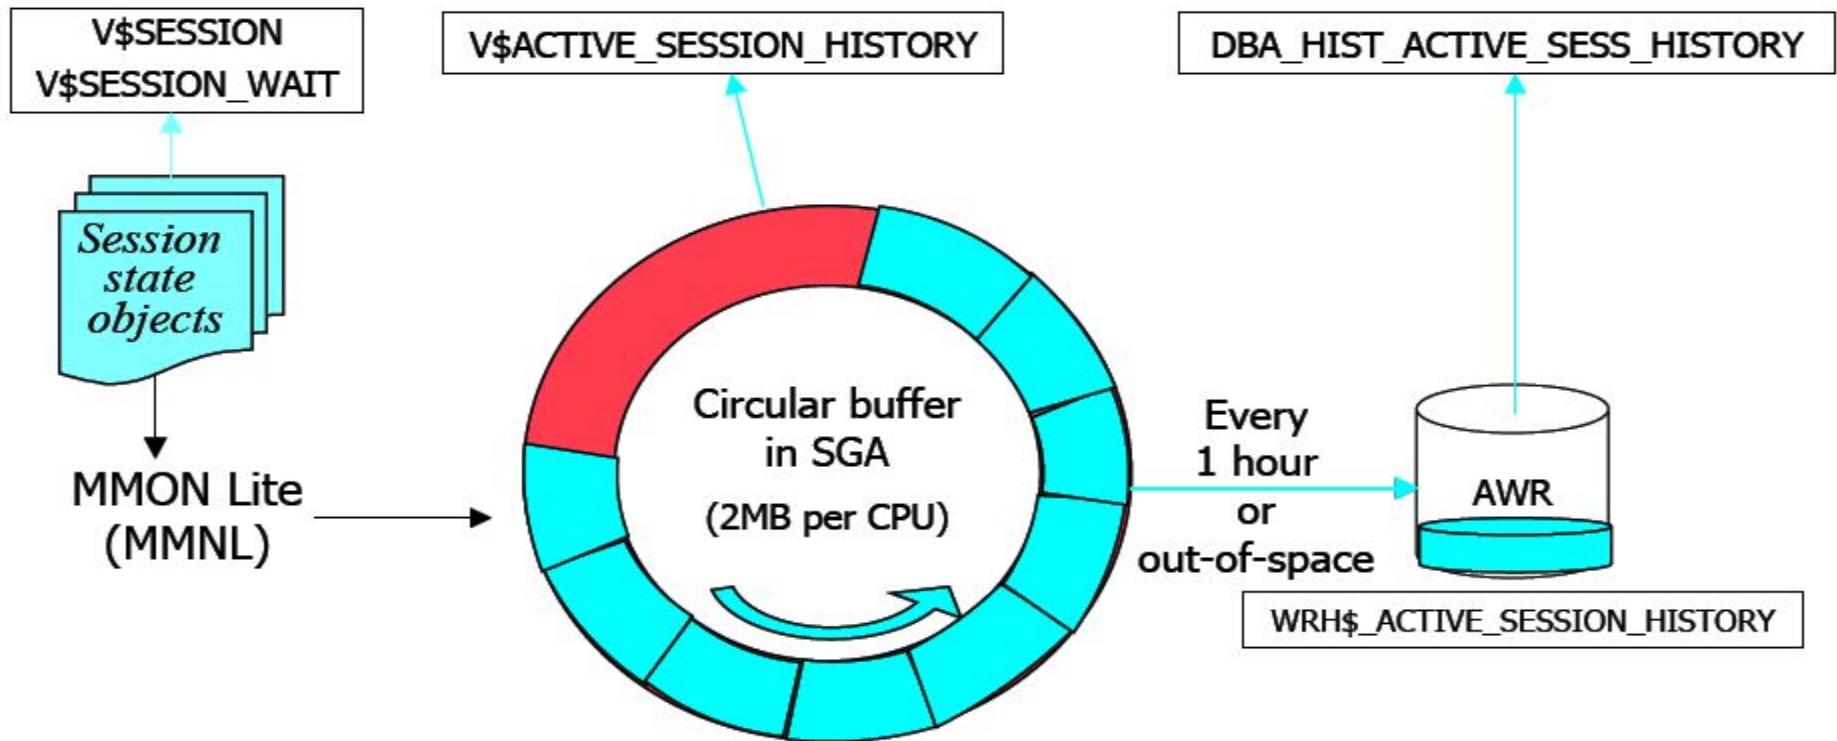 V$SESSION
V$SESSION_WAIT
V$ACTIVE_SESSION_HISTORY
DBA_HIST_ACTIVE_SESS_HISTORY
Session
state
objects
MMON Lite
(MMNL)
Circular buffer
in SGA
(2MB per CPU)
Every
1 hour
or
out-of-space
AWR
WRH$_ACTIVE_SESSION_HISTORY